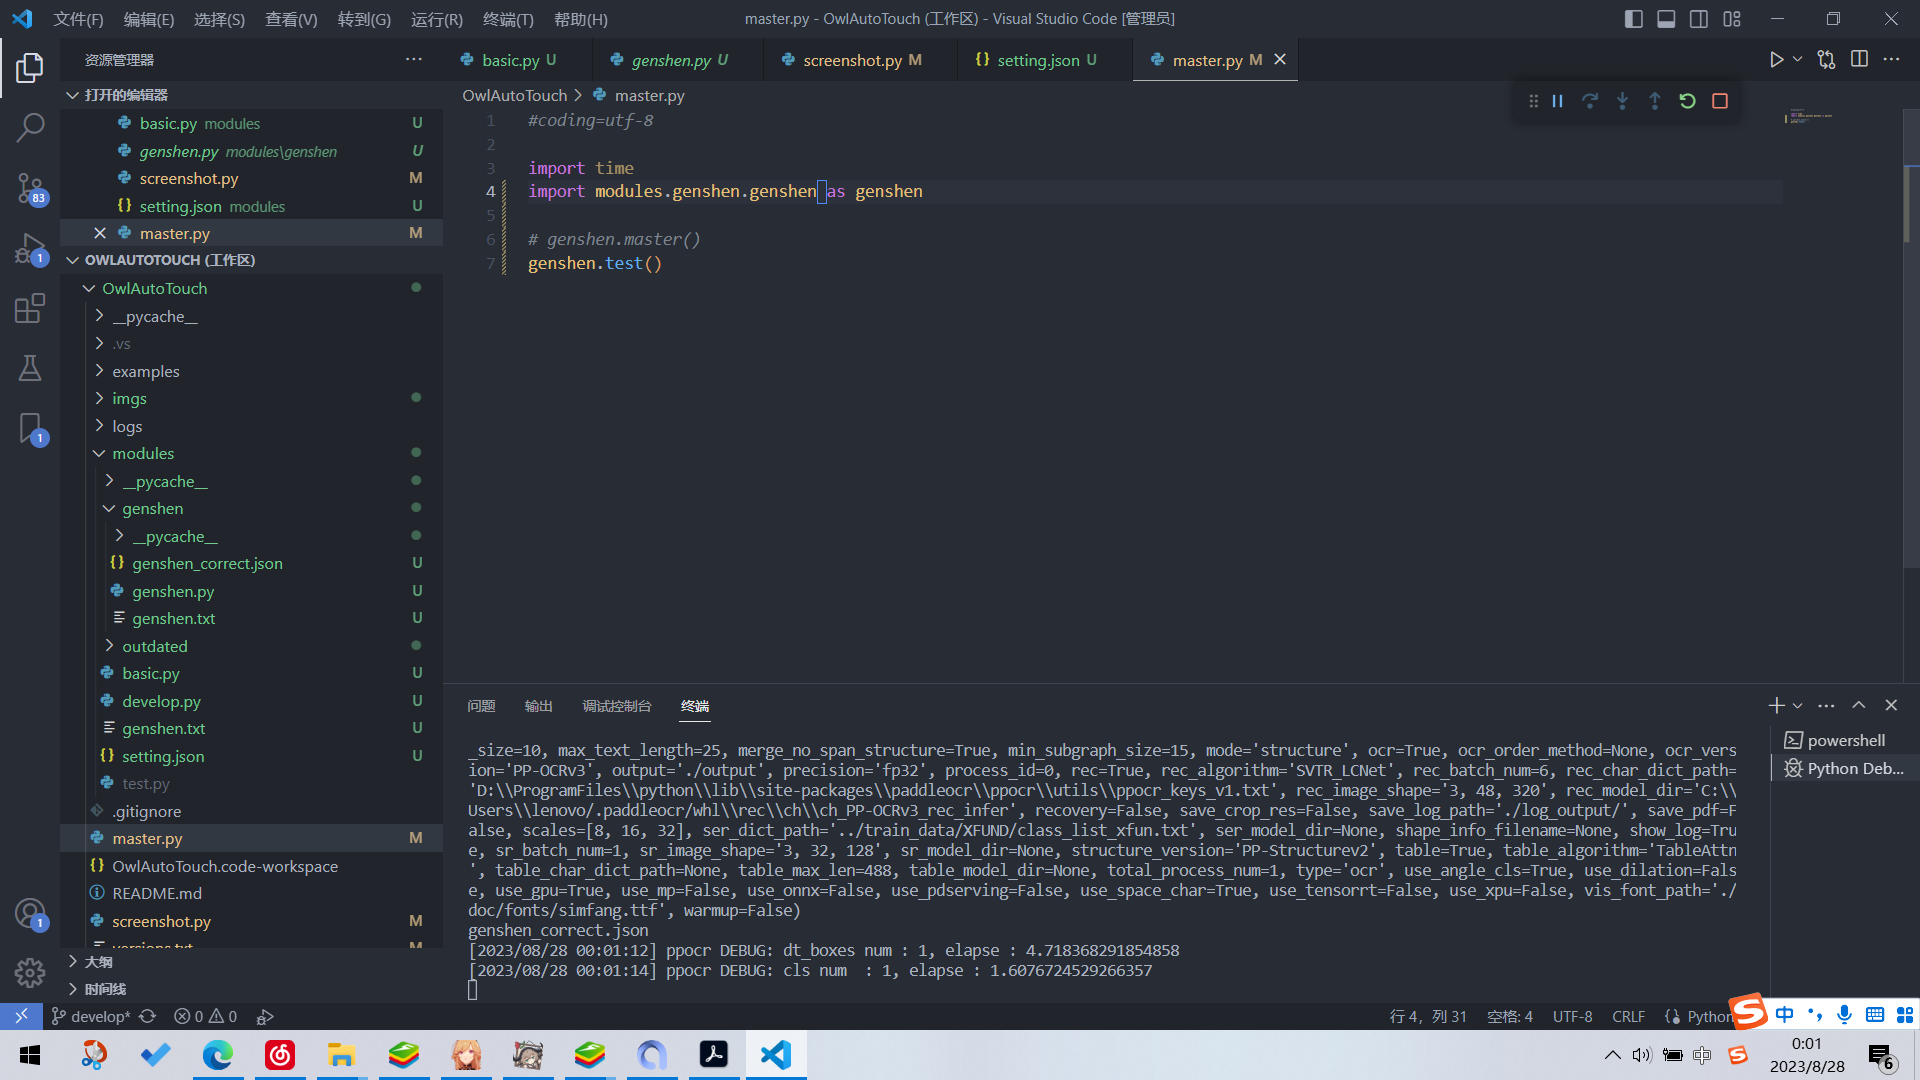 文件(F) 编辑(E) 选择(S) 查看(V) 转到(G) 运行(R) 终端(T) 帮助(H) master.py - OwlAutoTouch (工作区) - Visual Studio Code [管理员]
资源管理器
basic.py U genshen.py U screenshot.py M setting.json U master.py M
打开的编辑器
basic.py modules U
genshen.py modules\genshen U
screenshot.py M
setting.json modules U
master.py M
OWLAUTOTOUCH (工作区)
OwlAutoTouch
__pycache__
.vs
examples
imgs
logs
modules
__pycache__
genshen
__pycache__
genshen_correct.json U
genshen.py U
genshen.txt U
outdated
basic.py U
develop.py U
genshen.txt U
setting.json U
test.py
.gitignore
master.py M
OwlAutoTouch.code-workspace
README.md
screenshot.py M
versions.txt M
大纲
时间线
83
1
1
1
OwlAutoTouch > master.py
1 #coding=utf-8
2
3 import time
4 import modules.genshen.genshen as genshen
5
6 # genshen.master()
7 genshen.test()
问题 输出 调试控制台 终端
powershell
Python Deb...
_size=10, max_text_length=25, merge_no_span_structure=True, min_subgraph_size=15, mode='structure', ocr=True, ocr_order_method=None, ocr_vers
ion='PP-OCRv3', output='./output', precision='fp32', process_id=0, rec=True, rec_algorithm='SVTR_LCNet', rec_batch_num=6, rec_char_dict_path=
'D:\\ProgramFiles\\python\\lib\\site-packages\\paddleocr\\ppocr\\utils\\ppocr_keys_v1.txt', rec_image_shape='3, 48, 320', rec_model_dir='C:\\
Users\\lenovo/.paddleocr/whl\\rec\\ch\\ch_PP-OCRv3_rec_infer', recovery=False, save_crop_res=False, save_log_path='./log_output/', save_pdf=F
alse, scales=[8, 16, 32], ser_dict_path='../train_data/XFUND/class_list_xfun.txt', ser_model_dir=None, shape_info_filename=None, show_log=Tru
e, sr_batch_num=1, sr_image_shape='3, 32, 128', sr_model_dir=None, structure_version='PP-Structurev2', table=True, table_algorithm='TableAttn
', table_char_dict_path=None, table_max_len=488, table_model_dir=None, total_process_num=1, type='ocr', use_angle_cls=True, use_dilation=Fals
e, use_gpu=True, use_mp=False, use_onnx=False, use_pdserving=False, use_space_char=True, use_tensorrt=False, use_xpu=False, vis_font_path='./
doc/fonts/simfang.ttf', warmup=False)
genshen_correct.json
[2023/08/28 00:01:12] ppocr DEBUG: dt_boxes num : 1, elapse : 4.718368291854858
[2023/08/28 00:01:14] ppocr DEBUG: cls num  : 1, elapse : 1.6076724529266357
develop* 0 0 行 4，列 31 空格: 4 UTF-8 CRLF Python
中
中
0:01
2023/8/28
6